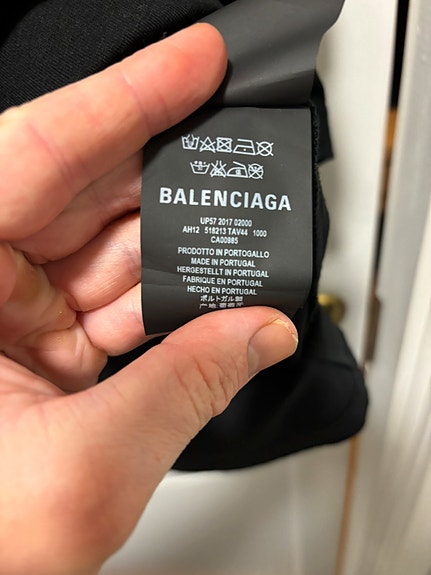 BALENCIAGA
UP57 2017 02000
AH12 518213 TAV44 1000
CA00985
PRODOTTO IN PORTOGALLO
MADE IN PORTUGAL
HERGESTELLT IN PORTUGAL
FABRIQUE EN PORTUGAL
HECHO EN PORTUGAL
ポルトガル製